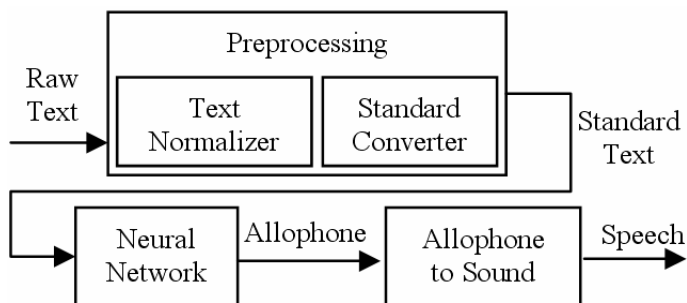 Preprocessing
Raw
Text
Text
Normalizer
Standard
Converter
Standard
Text
Neural
Network
Allophone
Allophone
to Sound
Speech